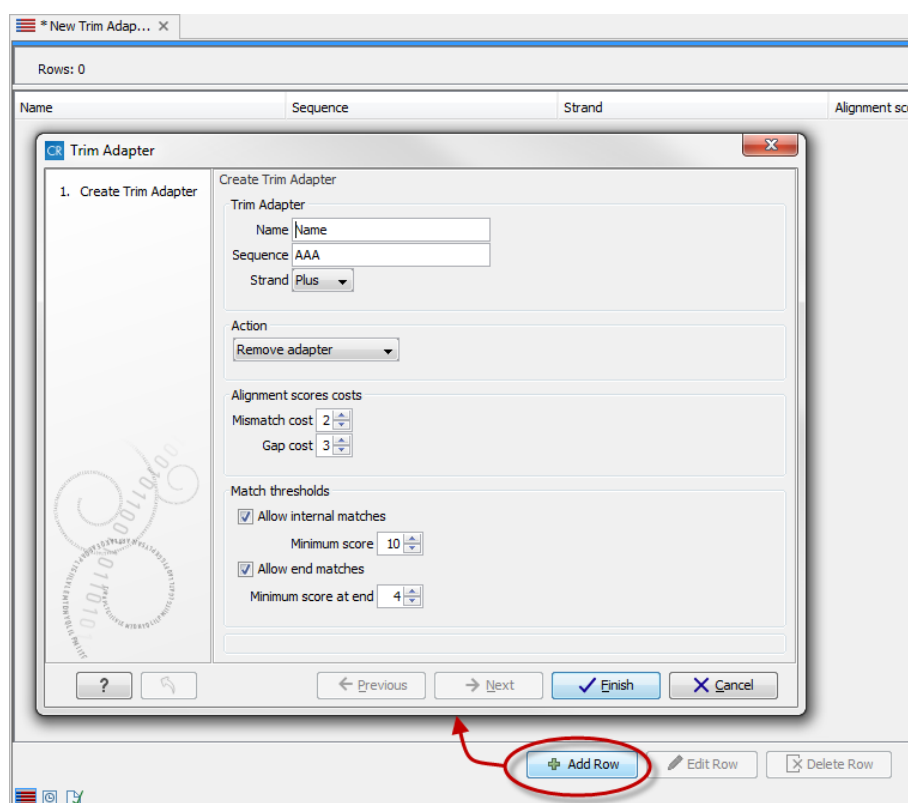 * New Trim Adap...
Rows: 0
Name Sequence Strand Alignment sc
CR Trim Adapter
1. Create Trim Adapter
Create Trim Adapter
Trim Adapter
Name Name
Sequence AAA
Strand Plus
Action
Remove adapter
Alignment scores costs
Mismatch cost 2
Gap cost 3
Match thresholds
Allow internal matches
Minimum score 10
Allow end matches
Minimum score at end 4
? Previous Next Finish Cancel
Add Row Edit Row Delete Row